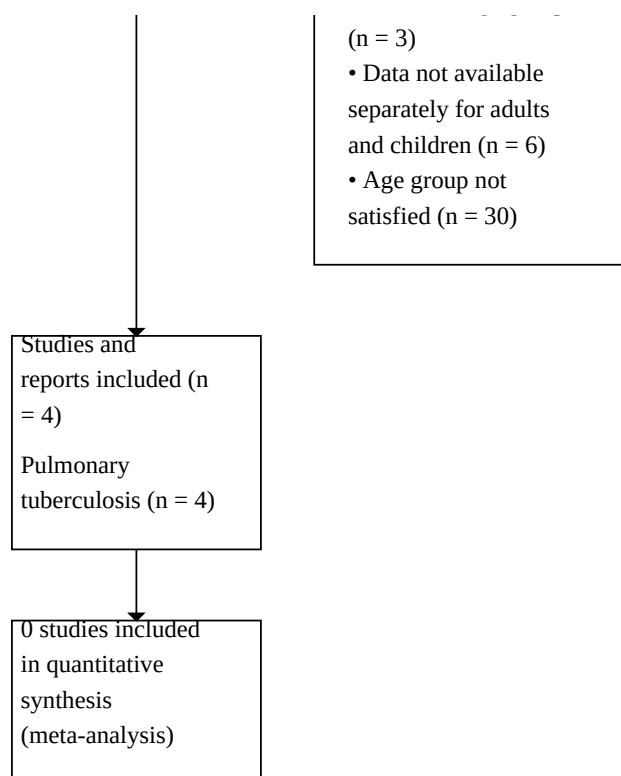 (n = 3)
• Data not available
separately for adults
and children (n = 6)
• Age group not
satisfied (n = 30)
Studies and
reports included (n
= 4)
Pulmonary
tuberculosis (n = 4)
0 studies included
in quantitative
synthesis
(meta-analysis)